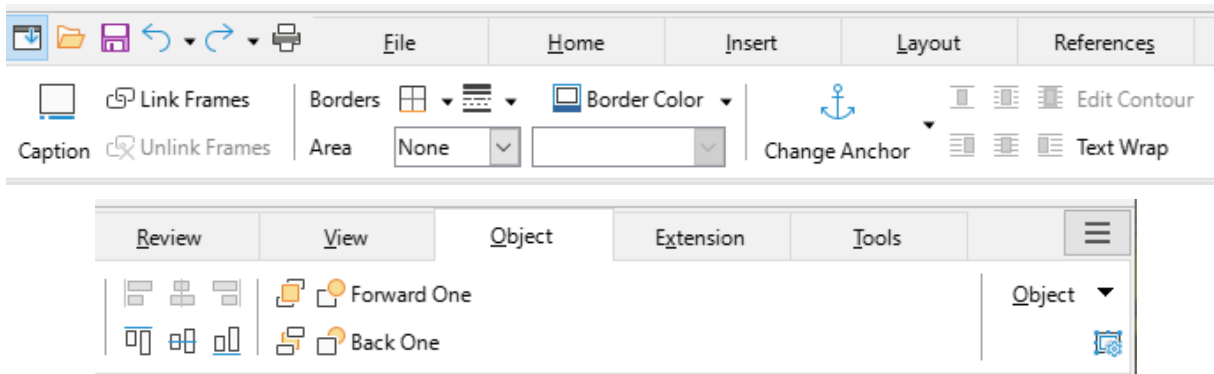 File Home Insert Layout References
Link Frames Borders Border Color Edit Contour
Caption Unlink Frames Area None Change Anchor Text Wrap
Review View Object Extension Tools
Forward One Object
Back One